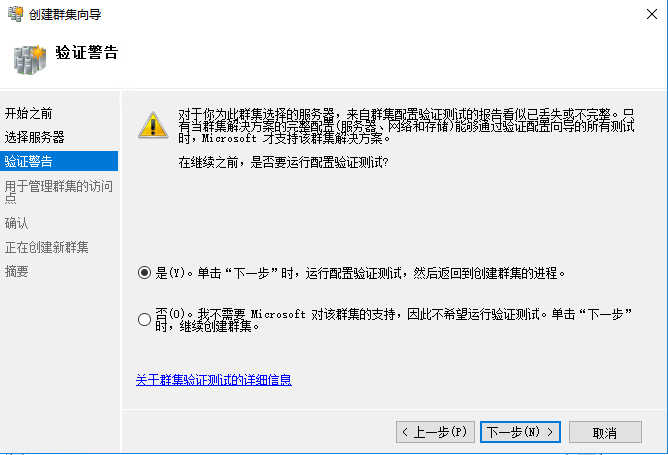 创建群集向导
验证警告
开始之前
选择服务器
验证警告
用于管理群集的访问
点
确认
正在创建新群集
摘要
对于你为此群集选择的服务器，来自群集配置验证测试的报告看似已丢失或不完整。只
有当群集解决方案的完整配置(服务器、网络和存储)能够通过验证配置向导的所有测试
时，Microsoft 才支持该群集解决方案。
在继续之前，是否要运行配置验证测试?
是(Y)。单击“下一步”时，运行配置验证测试，然后返回到创建群集的进程。
否(O)。我不需要 Microsoft 对该群集的支持，因此不希望运行验证测试。单击“下一步”
时，继续创建群集。
关于群集验证测试的详细信息
< 上一步(P)
下一步(N) >
取消